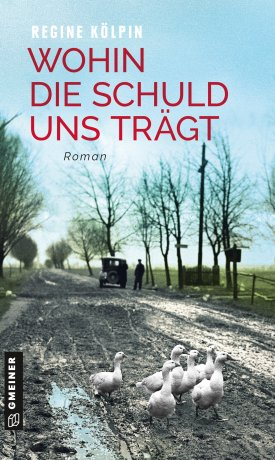 REGINE KÖLPIN
WOHIN
DIE SCHULD
UNS TRÄGT
Roman
GMEINER